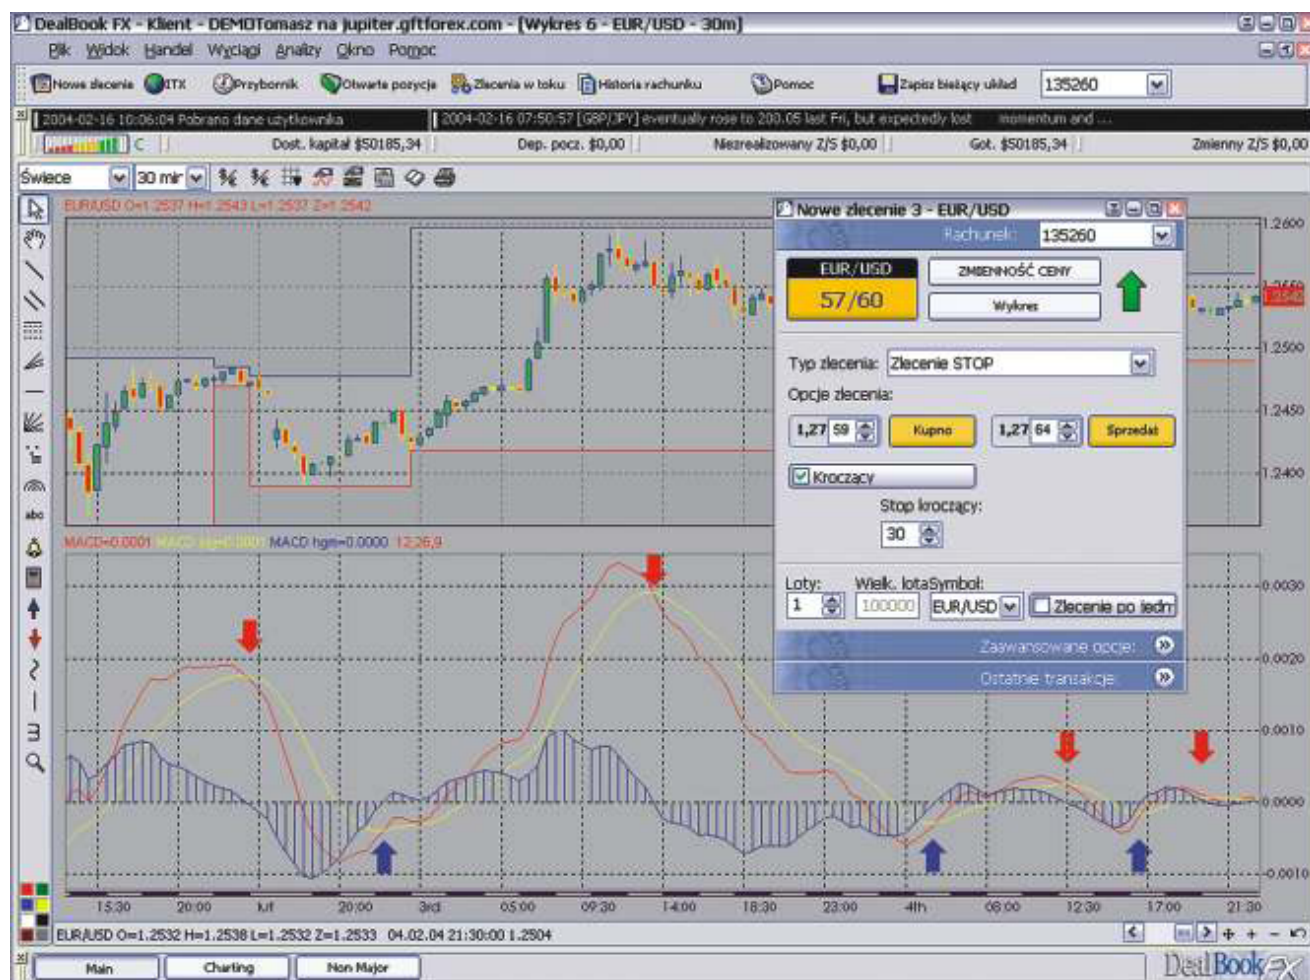 DealBook FX - Klient - DEMOTomasz na jupiter.gftforex.com - [Wykres 6 - EUR/USD - 30m]
Plik Widok Handel Wyciągi Analizy Okno Pomoc
Nowe zlecenie ITX Przybornik Otwarte pozycje Zlecenia w toku Historia rachunku Pomoc Zapisz bieżący układ 135260
2004-02-16 10:06:04 Pobrano dane użytkownika 2004-02-16 07:50:57 [GBP/JPY] eventually rose to 200.05 last Fri, but expectedly lost momentum and ...
C Dost. kapitał $50185,34 Dep. pocz. $0,00 Niezrealizowany Z/S $0,00 Got. $50185,34 Zmienny Z/S $0,00
Świece 30 mir
EUR/USD O=1.2537 H=1.2543 L=1.2537 Z=1.2542
Nowe zlecenie 3 - EUR/USD
Rachunek: 135260
EUR/USD ZMIENNOŚĆ CENY
57/60 Wykres
Typ zlecenia: Zlecenie STOP
Opcje zlecenia:
1,27 59 Kupno 1,27 64 Sprzedat
Kroczący
Stop kroczący:
30
Loty: Wielk. lota Symbol:
1 100000 EUR/USD Zlecenie po jedn
Zaawansowane opcje:
Ostatnie transakcje:
1.2600
1.2500
1.2450
1.2400
abc
MACD=0.0001 MACD hgm=0.0000 12,26,9
0.0030
0.0020
0.0010
0.0000
-0.0010
15:30 20:00 lut 20:00 3rd 05:00 09:30 14:00 18:30 23:00 4th 08:00 12:30 17:00 21:30
EUR/USD O=1.2532 H=1.2538 L=1.2532 Z=1.2533 04.02.04 21:30:00 1.2504
Main Charting Non Major
DealBook FX